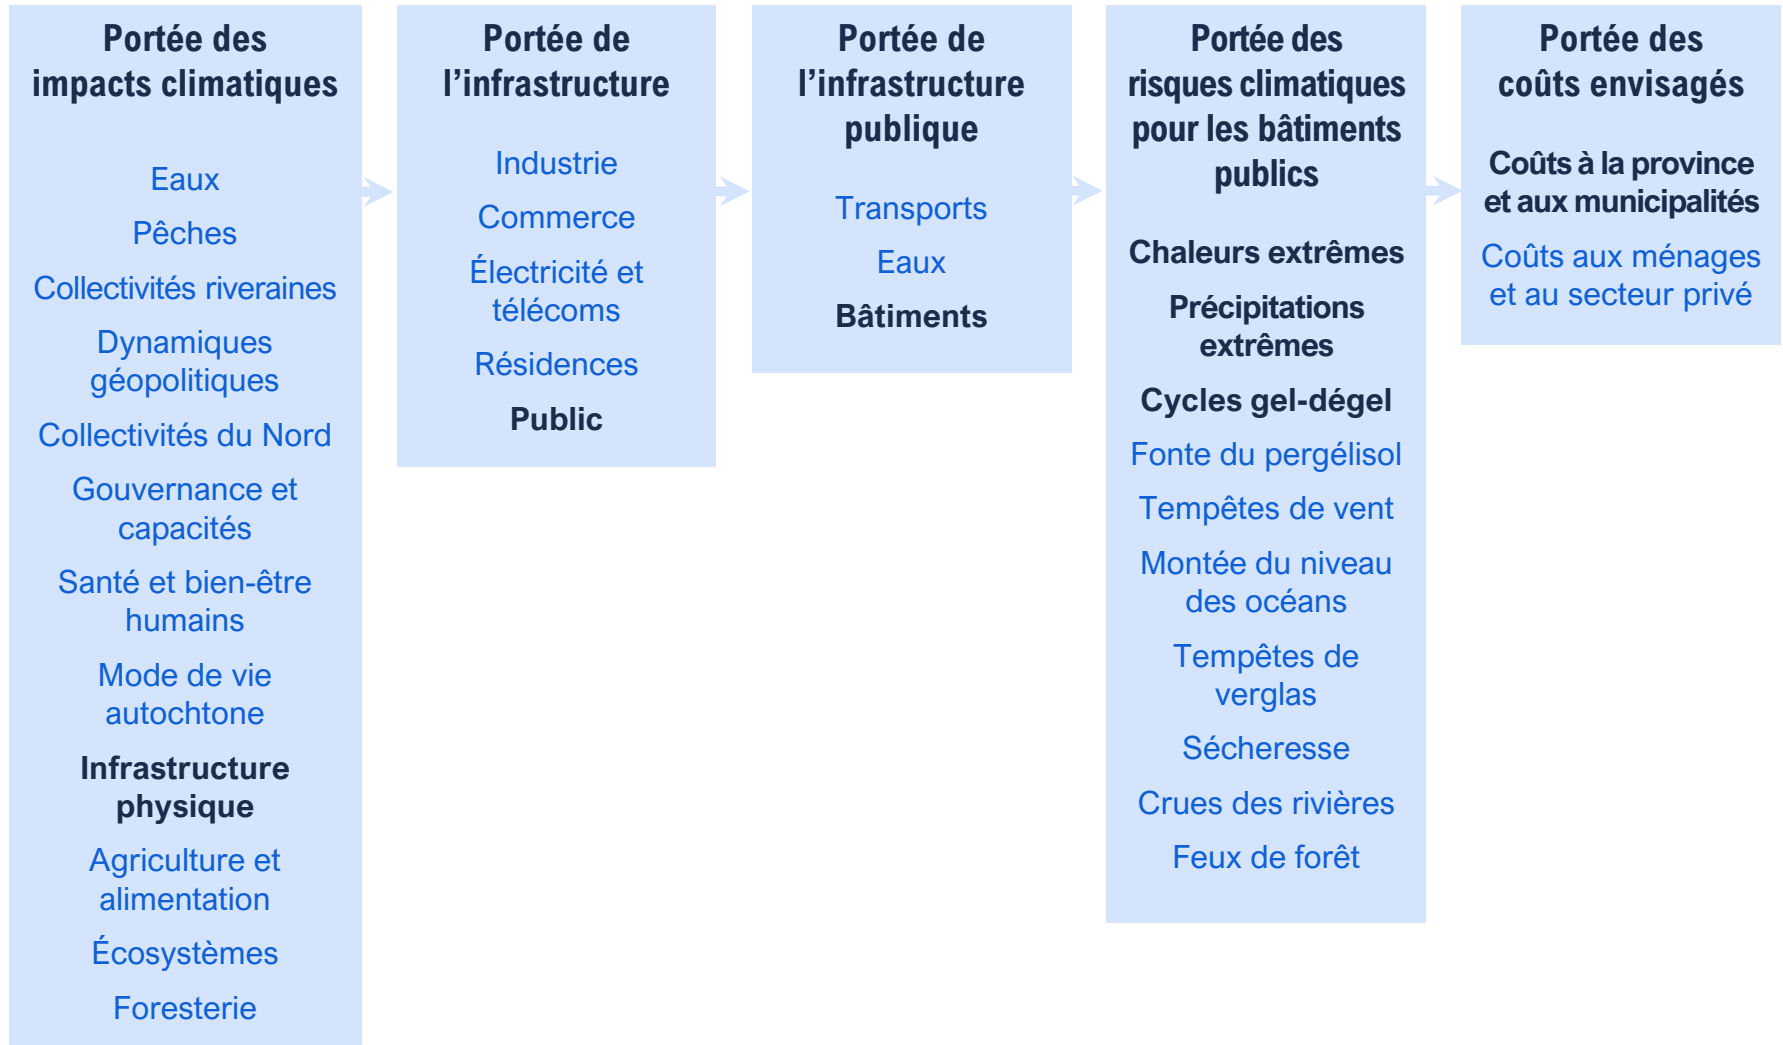 Portée des
impacts climatiques
Eaux
Pêches
Collectivités riveraines
Dynamiques
géopolitiques
Collectivités du Nord
Gouvernance et
capacités
Santé et bien-être
humains
Mode de vie
autochtone
Infrastructure
physique
Agriculture et
alimentation
Écosystèmes
Foresterie
Portée de
l’infrastructure
Industrie
Commerce
Électricité et
télécoms
Résidences
Public
Portée de
l’infrastructure
publique
Transports
Eaux
Bâtiments
Portée des
risques climatiques
pour les bâtiments
publics
Chaleurs extrêmes
Précipitations
extrêmes
Cycles gel-dégel
Fonte du pergélisol
Tempêtes de vent
Montée du niveau
des océans
Tempêtes de
verglas
Sécheresse
Crues des rivières
Feux de forêt
Portée des
coûts envisagés
Coûts à la province
et aux municipalités
Coûts aux ménages
et au secteur privé